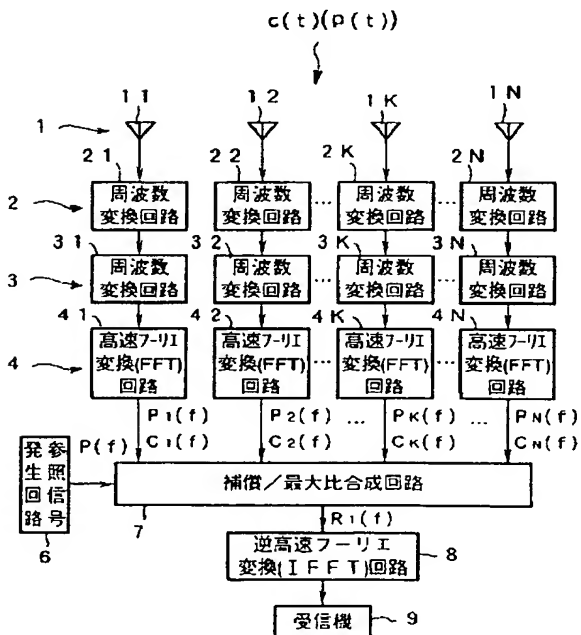 c(t)(p(t))
1 11 12 1K 1N
2 21 22 2K 2N
周波数 周波数 周波数 周波数
変換回路 変換回路 … 変換回路 … 変換回路
3 31 32 3K 3N
周波数 周波数 周波数 周波数
変換回路 変換回路 … 変換回路 … 変換回路
4 41 42 4K 4N
高速フーリエ 高速フーリエ 高速フーリエ 高速フーリエ
変換(FFT) 変換(FFT) … 変換(FFT) … 変換(FFT)
回路 回路 回路 回路
P1(f) P2(f) … PK(f) … PN(f)
C1(f) C2(f) CK(f) CN(f)
参照信号
発生回路
6
P(f)
補償/最大比合成回路
7
R1(f)
逆高速フーリエ
変換(IFFT)回路
8
受信機
9